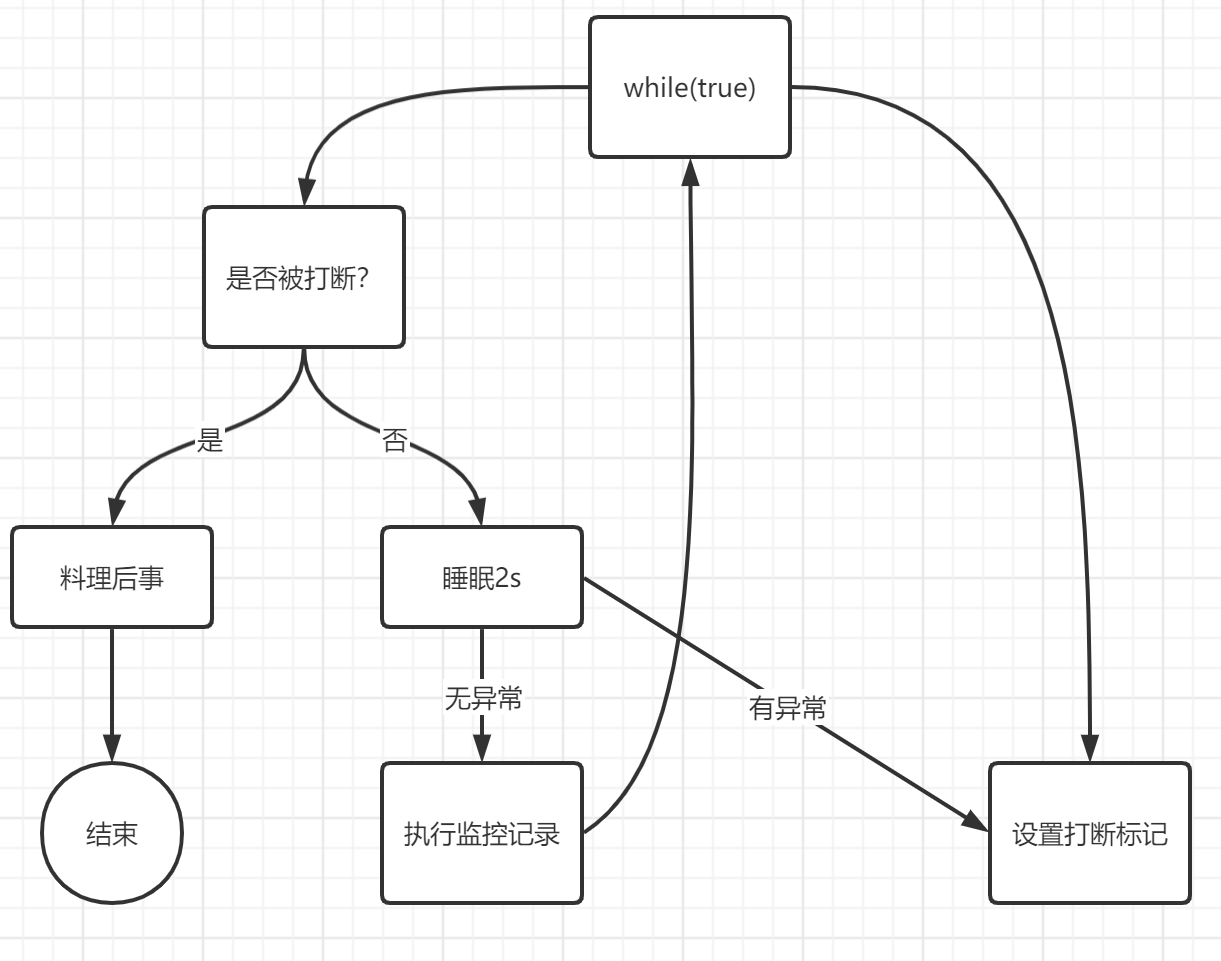 while(true)
是否被打断？
是
否
料理后事
睡眠2s
无异常
有异常
结束
执行监控记录
设置打断标记